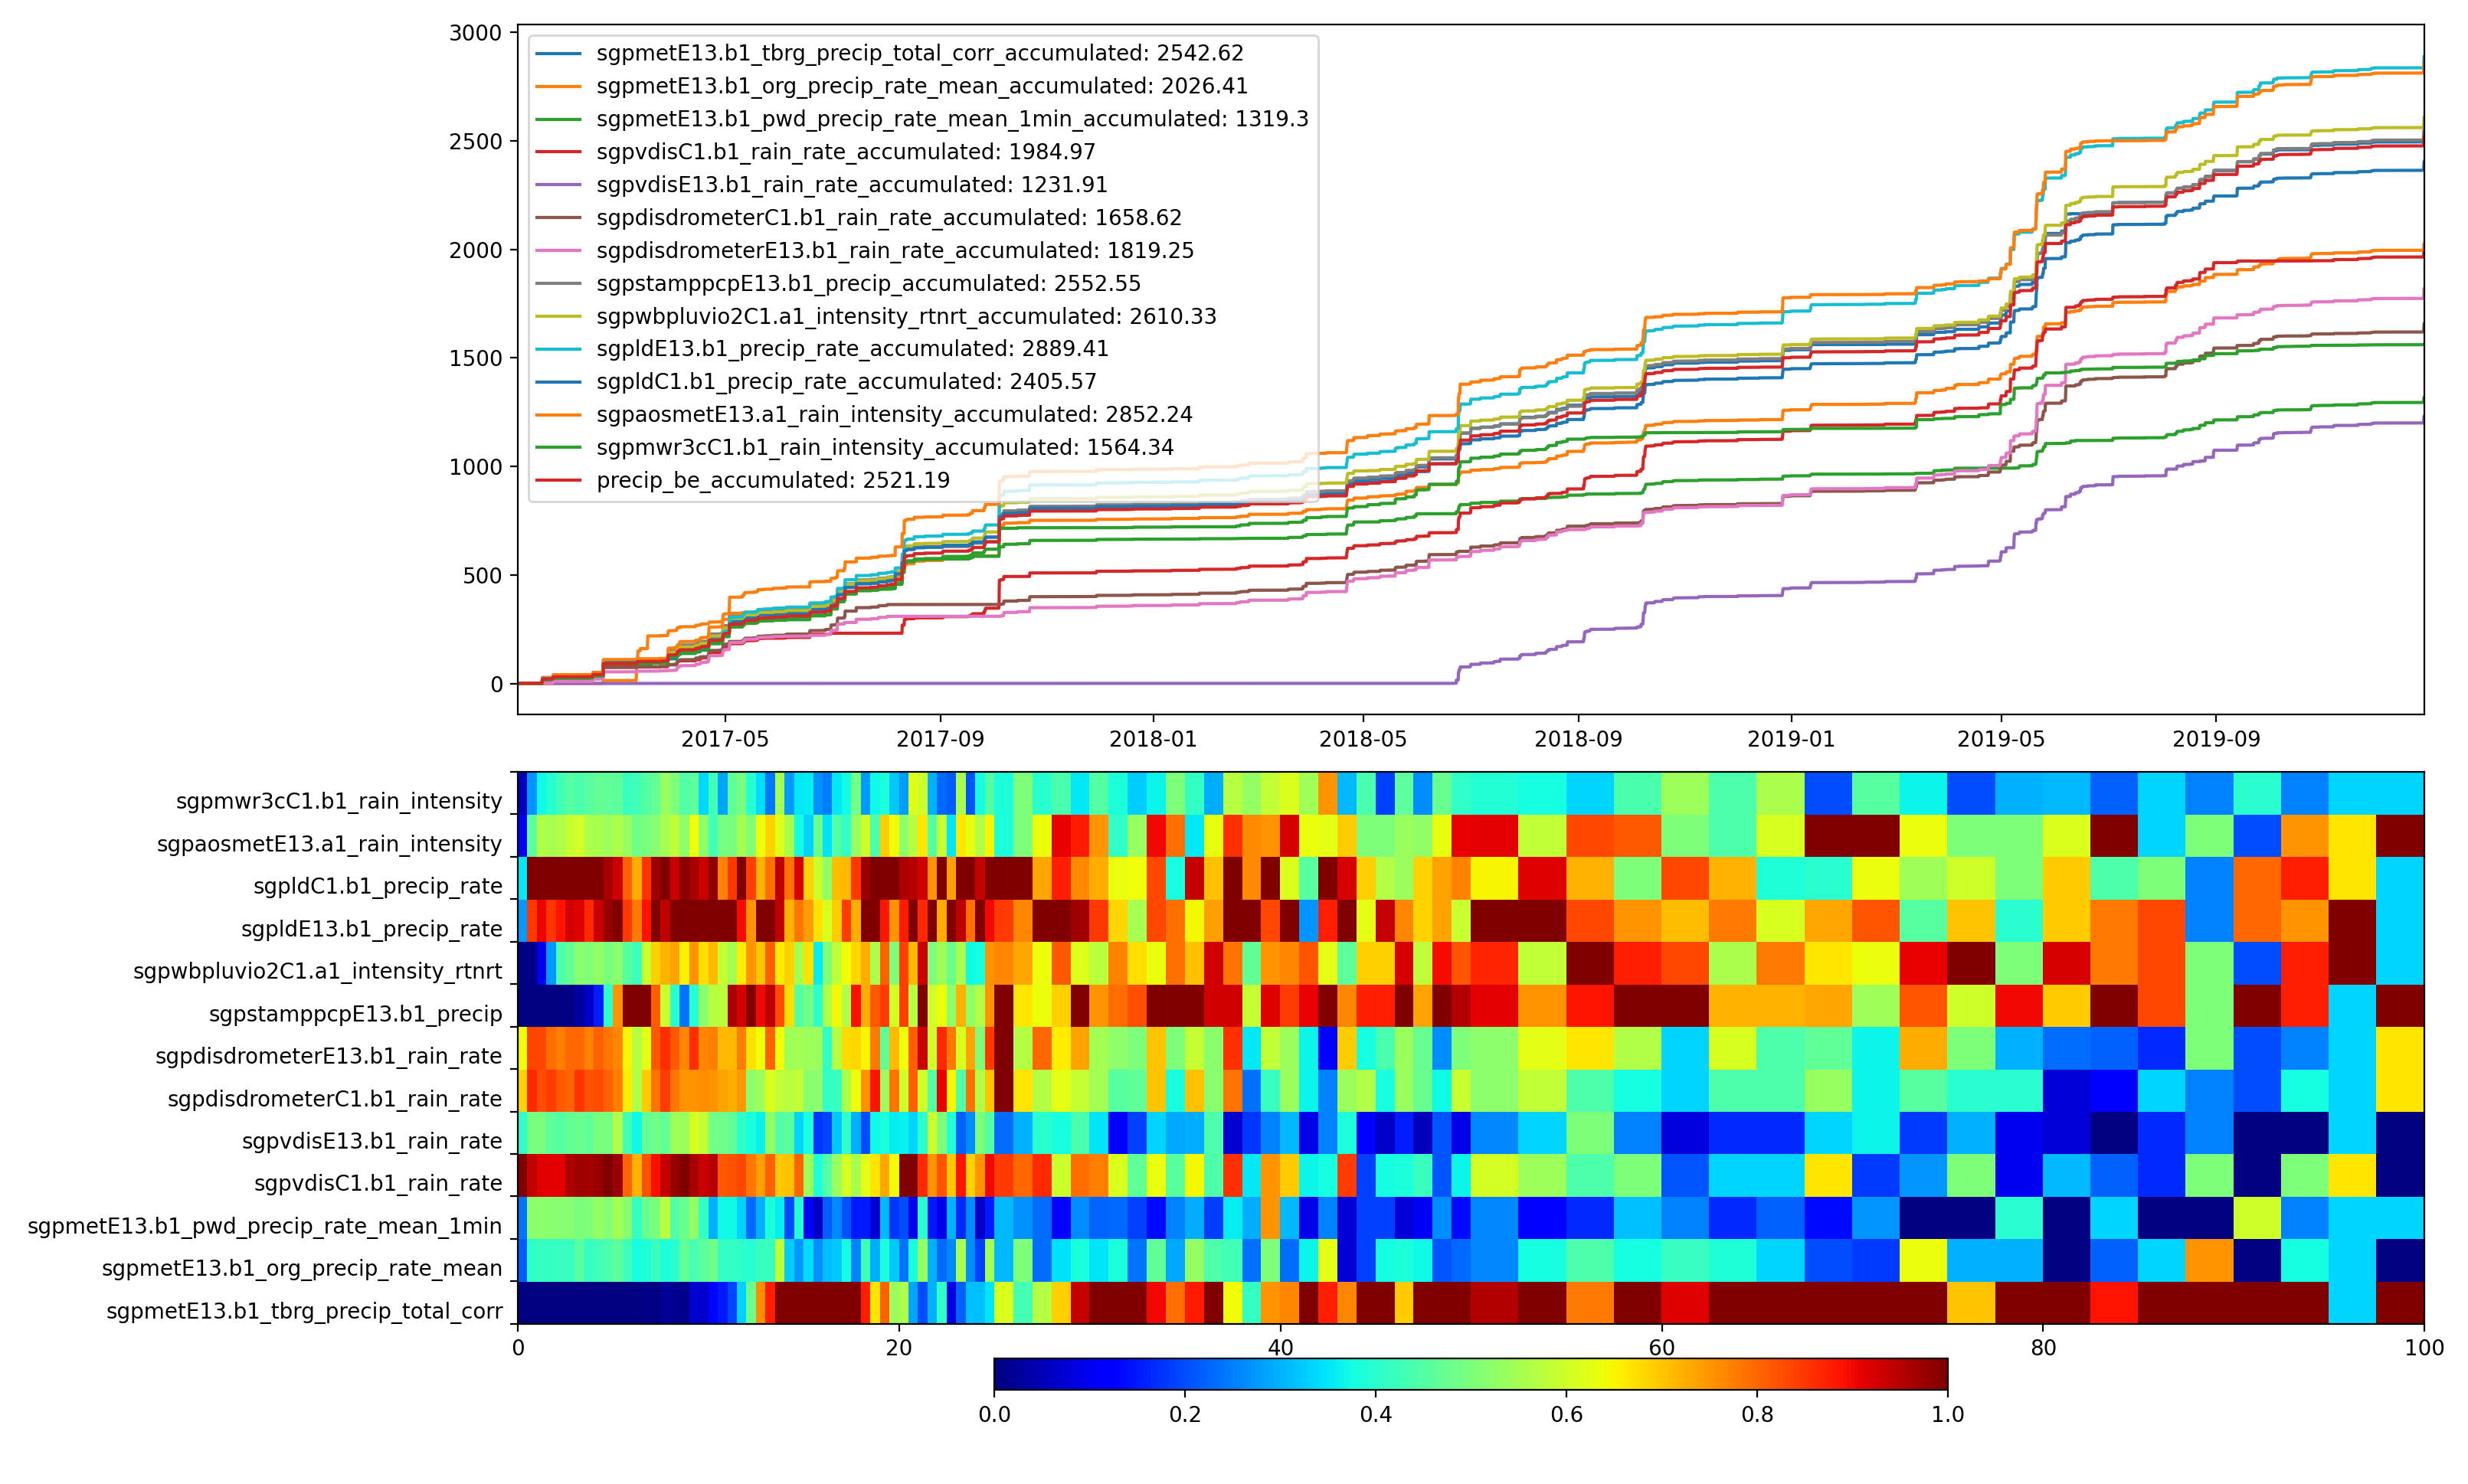 3000
2500
2000
1500
1000
500
0
sgpmetE13.b1_tbrg_precip_total_corr_accumulated: 2542.62
sgpmetE13.b1_org_precip_rate_mean_accumulated: 2026.41
sgpmetE13.b1_pwd_precip_rate_mean_1min_accumulated: 1319.3
sgpvdisC1.b1_rain_rate_accumulated: 1984.97
sgpvdisE13.b1_rain_rate_accumulated: 1231.91
sgpdisdrometerC1.b1_rain_rate_accumulated: 1658.62
sgpdisdrometerE13.b1_rain_rate_accumulated: 1819.25
sgpstamppcpE13.b1_precip_accumulated: 2552.55
sgpwbpluvio2C1.a1_intensity_rtnrt_accumulated: 2610.33
sgpldE13.b1_precip_rate_accumulated: 2889.41
sgpldC1.b1_precip_rate_accumulated: 2405.57
sgpaosmetE13.a1_rain_intensity_accumulated: 2852.24
sgpmwr3cC1.b1_rain_intensity_accumulated: 1564.34
precip_be_accumulated: 2521.19
2017-05 2017-09 2018-01 2018-05 2018-09 2019-01 2019-05 2019-09
sgpmwr3cC1.b1_rain_intensity
sgpaosmetE13.a1_rain_intensity
sgpldC1.b1_precip_rate
sgpldE13.b1_precip_rate
sgpwbpluvio2C1.a1_intensity_rtnrt
sgpstamppcpE13.b1_precip
sgpdisdrometerE13.b1_rain_rate
sgpdisdrometerC1.b1_rain_rate
sgpvdisE13.b1_rain_rate
sgpvdisC1.b1_rain_rate
sgpmetE13.b1_pwd_precip_rate_mean_1min
sgpmetE13.b1_org_precip_rate_mean
sgpmetE13.b1_tbrg_precip_total_corr
0 20 40 60 80 100
0.0 0.2 0.4 0.6 0.8 1.0